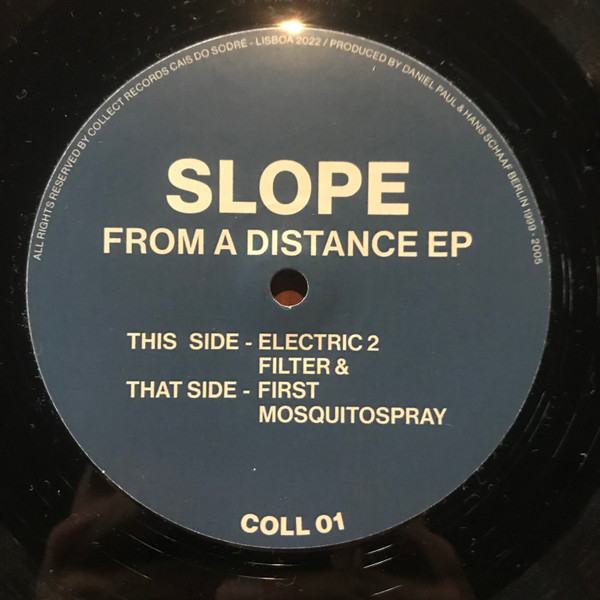 ALL RIGHTS RESERVED BY COLLECT RECORDS CAIS DO SODRÉ - LISBOA 2022 / PRODUCED BY DANIEL PAUL & HANS SCHAAF BERLIN 1999 - 2005
SLOPE
FROM A DISTANCE EP
THIS SIDE - ELECTRIC 2
FILTER &
THAT SIDE - FIRST
MOSQUITOSPRAY
COLL 01